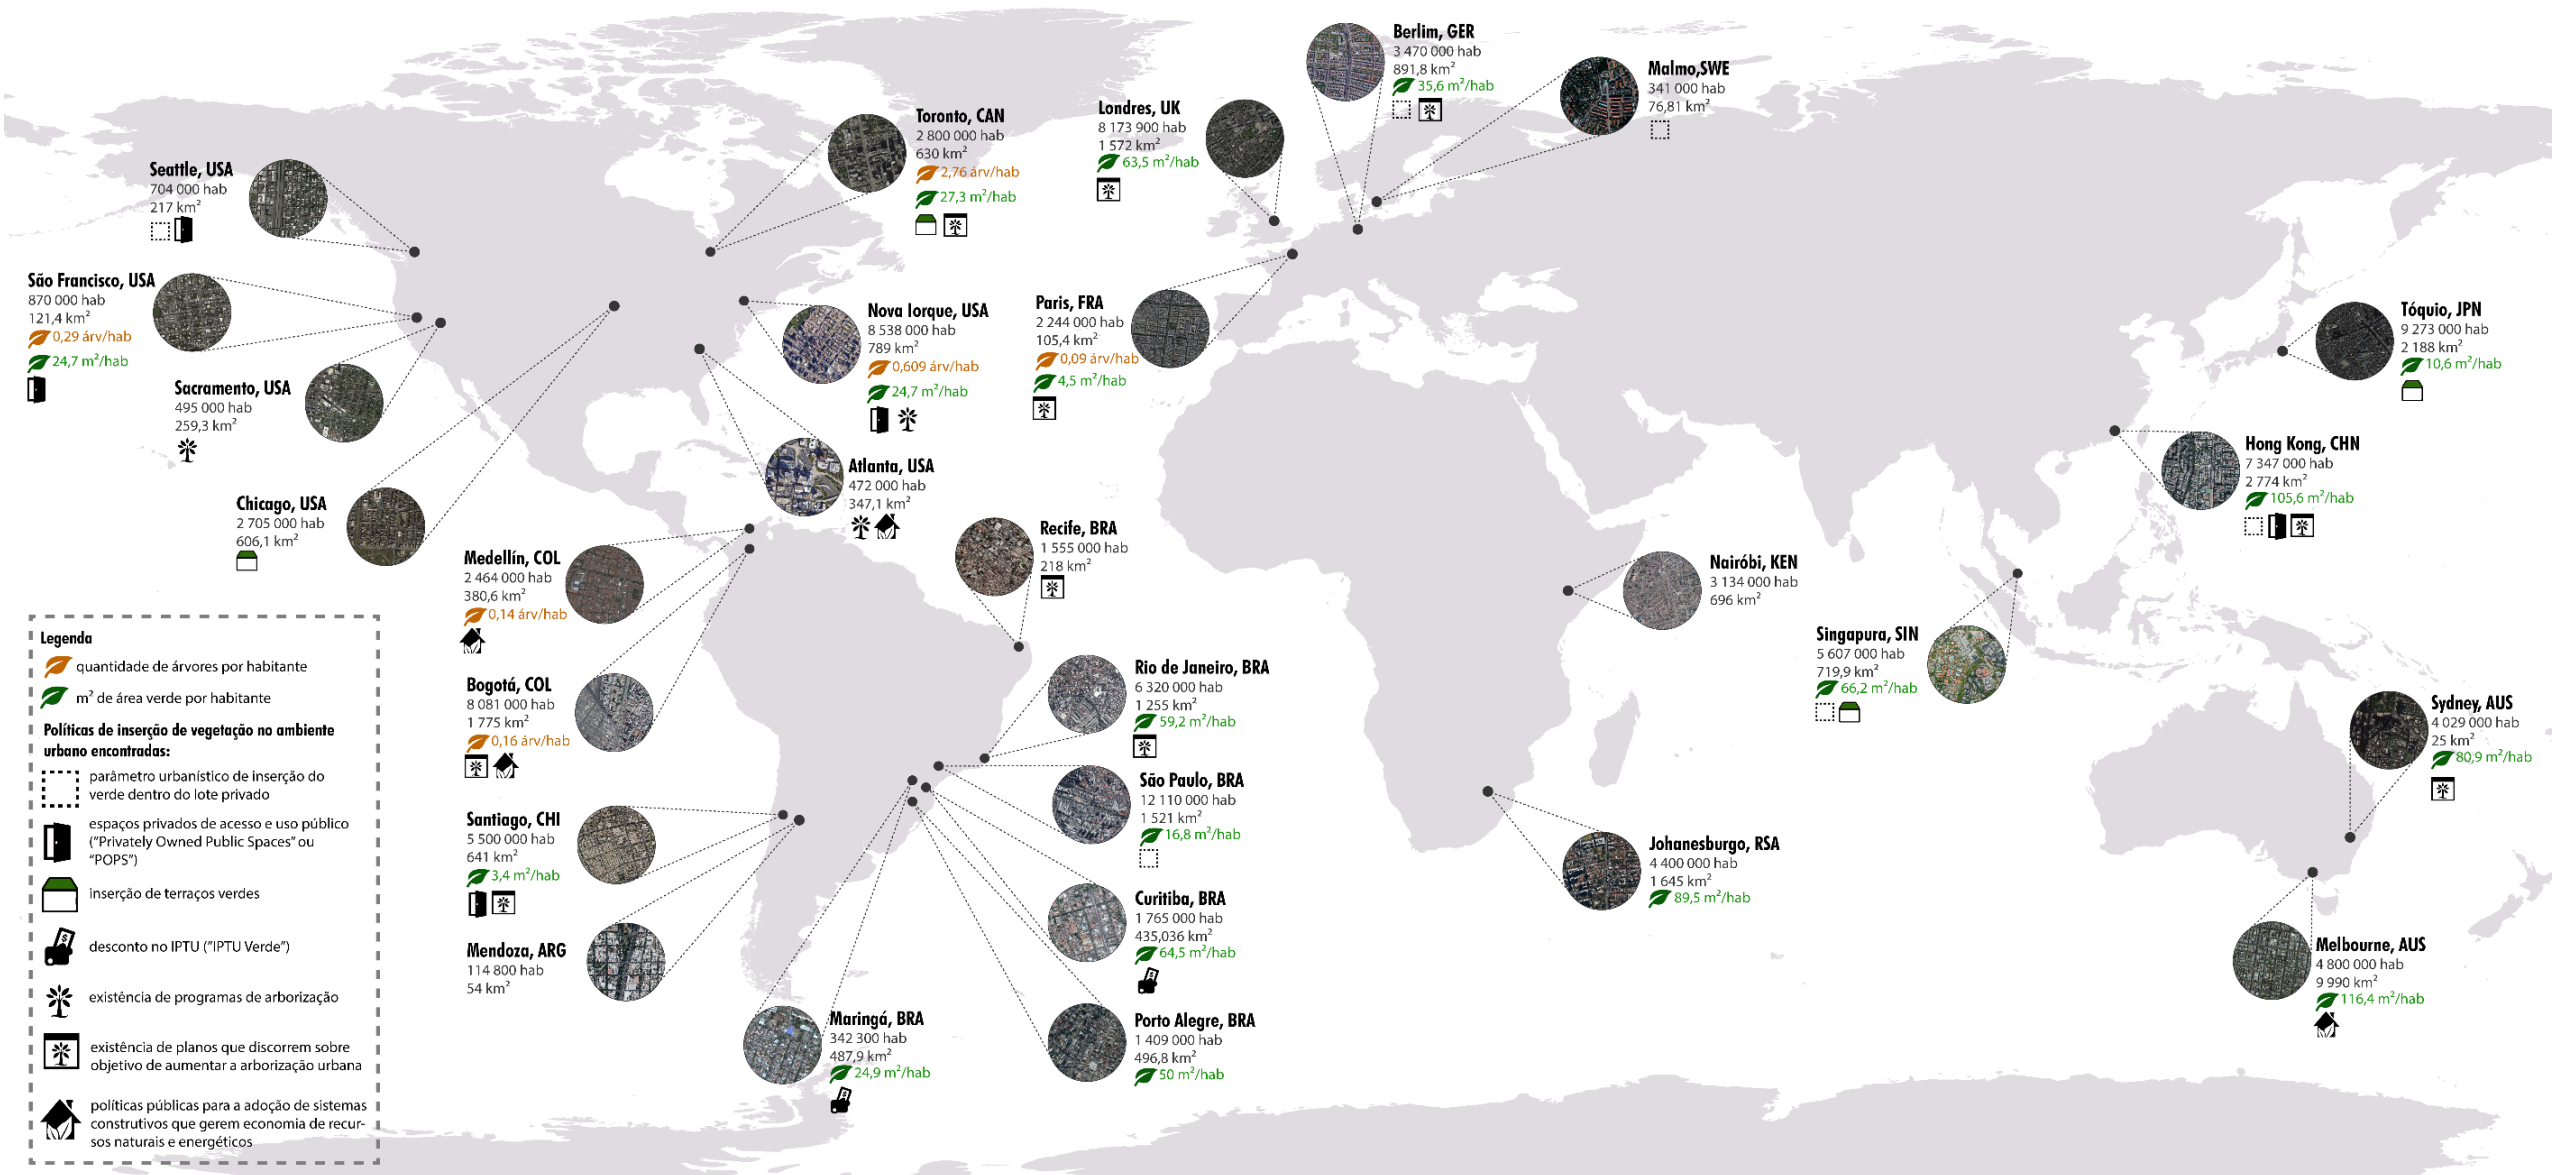 Berlim, GER
3 470 000 hab
891,8 km²
35,6 m²/hab
Malmo,SWE
341 000 hab
76,81 km²
Londres, UK
8 173 900 hab
1 572 km²
63,5 m²/hab
Toronto, CAN
2 800 000 hab
630 km²
2,76 árv/hab
27,3 m²/hab
Seattle, USA
704 000 hab
217 km²
São Francisco, USA
870 000 hab
121,4 km²
0,29 árv/hab
24,7 m²/hab
Sacramento, USA
495 000 hab
259,3 km²
Nova Iorque, USA
8 538 000 hab
789 km²
0,609 árv/hab
24,7 m²/hab
Paris, FRA
2 244 000 hab
105,4 km²
0,09 árv/hab
4,5 m²/hab
Tóquio, JPN
9 273 000 hab
2 188 km²
10,6 m²/hab
Hong Kong, CHN
7 347 000 hab
2 774 km²
105,6 m²/hab
Atlanta, USA
472 000 hab
347,1 km²
Chicago, USA
2 705 000 hab
606,1 km²
Medellín, COL
2 464 000 hab
380,6 km²
0,14 árv/hab
Recife, BRA
1 555 000 hab
218 km²
Nairóbi, KEN
3 134 000 hab
696 km²
Singapura, SIN
5 607 000 hab
719,9 km²
66,2 m²/hab
Bogotá, COL
8 081 000 hab
1 775 km²
0,16 árv/hab
Rio de Janeiro, BRA
6 320 000 hab
1 255 km²
59,2 m²/hab
Sydney, AUS
4 029 000 hab
25 km²
80,9 m²/hab
São Paulo, BRA
12 110 000 hab
1 521 km²
16,8 m²/hab
Santiago, CHI
5 500 000 hab
641 km²
3,4 m²/hab
Johanesburgo, RSA
4 400 000 hab
1 645 km²
89,5 m²/hab
Curitiba, BRA
1 765 000 hab
435,036 km²
64,5 m²/hab
Mendoza, ARG
114 800 hab
54 km²
Melbourne, AUS
4 800 000 hab
9 990 km²
116,4 m²/hab
Maringá, BRA
342 300 hab
487,9 km²
24,9 m²/hab
Porto Alegre, BRA
1 409 000 hab
496,8 km²
50 m²/hab
Legenda
quantidade de árvores por habitante
m² de área verde por habitante
Políticas de inserção de vegetação no ambiente
urbano encontradas:
parâmetro urbanístico de inserção do
verde dentro do lote privado
espaços privados de acesso e uso público
("Privately Owned Public Spaces" ou
"POPS")
inserção de terraços verdes
desconto no IPTU ("IPTU Verde")
existência de programas de arborização
existência de planos que discorrem sobre
objetivo de aumentar a arborização urbana
políticas públicas para a adoção de sistemas
construtivos que gerem economia de recur-
sos naturais e energéticos